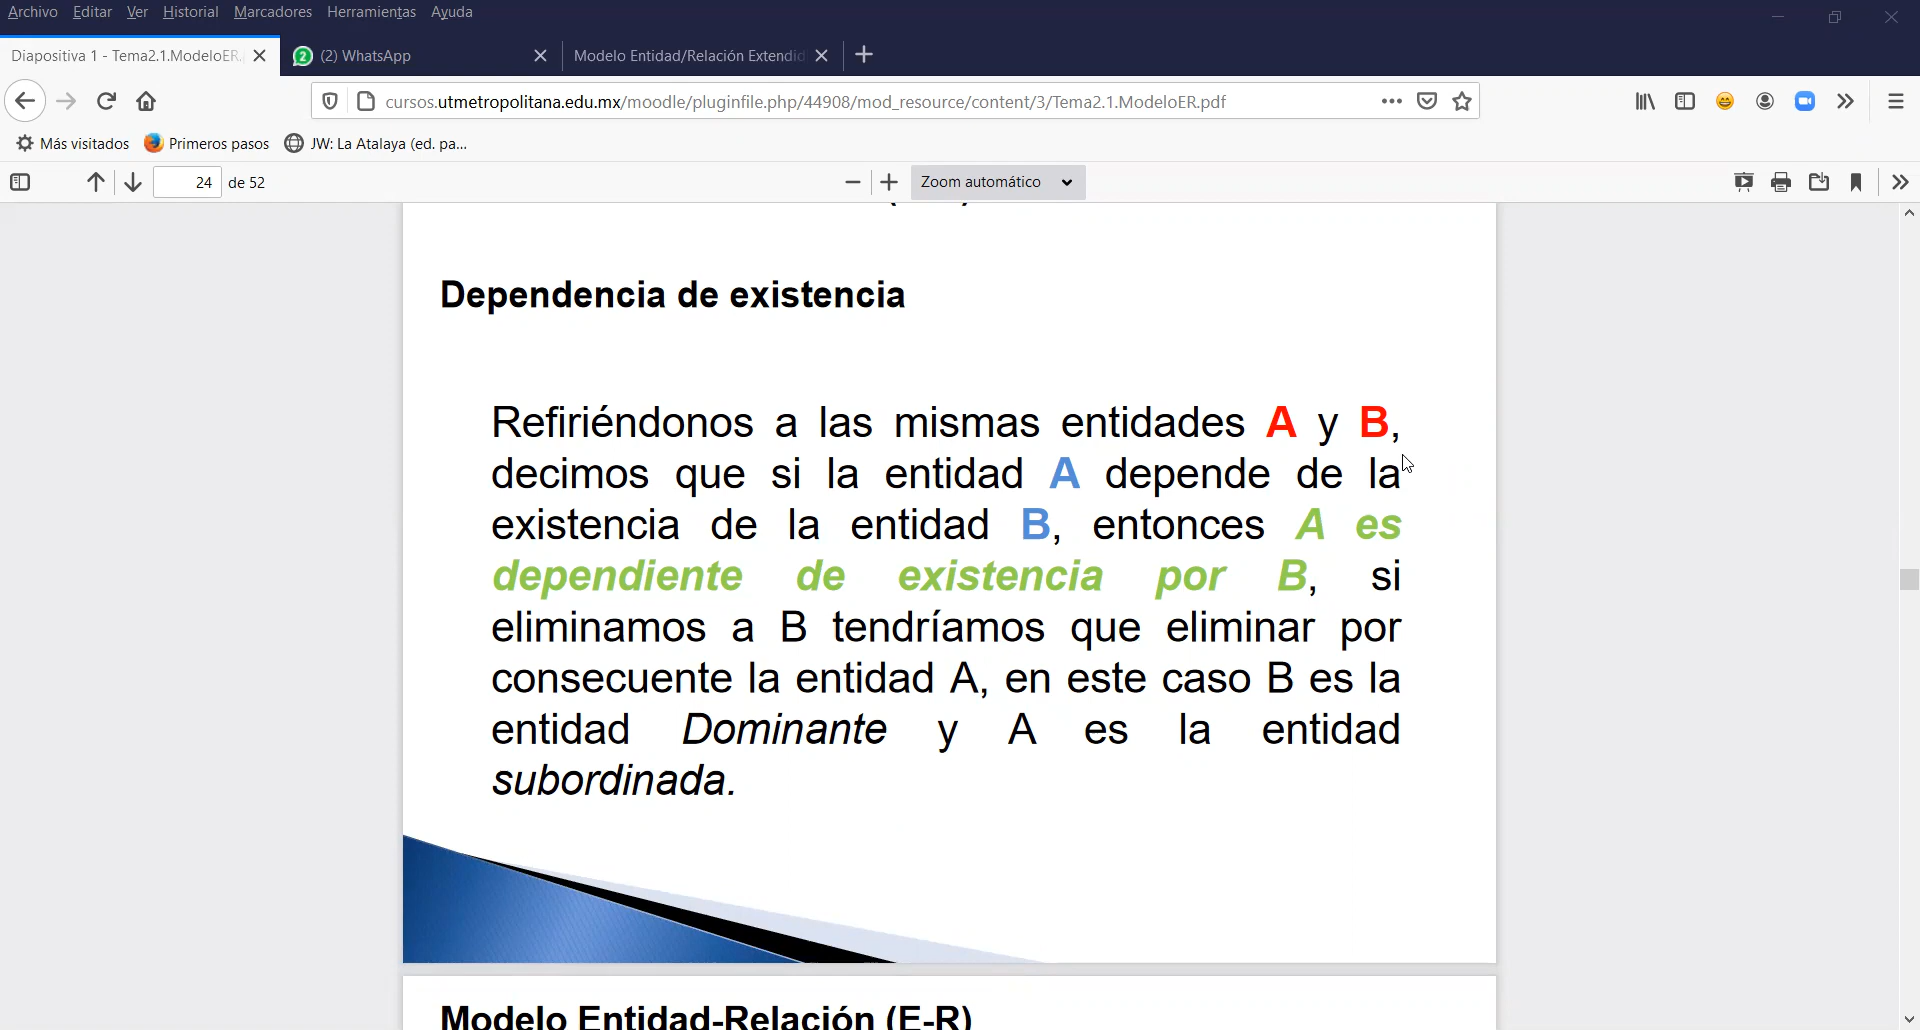 Archivo Editar Ver Historial Marcadores Herramientas Ayuda
Diapositiva 1 - Tema2.1.ModeloER. (2) WhatsApp Modelo Entidad/Relación Extendid
cursos.utmetropolitana.edu.mx/moodle/pluginfile.php/44908/mod_resource/content/3/Tema2.1.ModeloER.pdf
Más visitados Primeros pasos JW: La Atalaya (ed. pa...
24 de 52 Zoom automático
Dependencia de existencia
Refiriéndonos a las mismas entidades A y B,
decimos que si la entidad A depende de la
existencia de la entidad B, entonces A es
dependiente de existencia por B, si
eliminamos a B tendríamos que eliminar por
consecuente la entidad A, en este caso B es la
entidad Dominante y A es la entidad
subordinada.
Modelo Entidad-Relación (E-R)